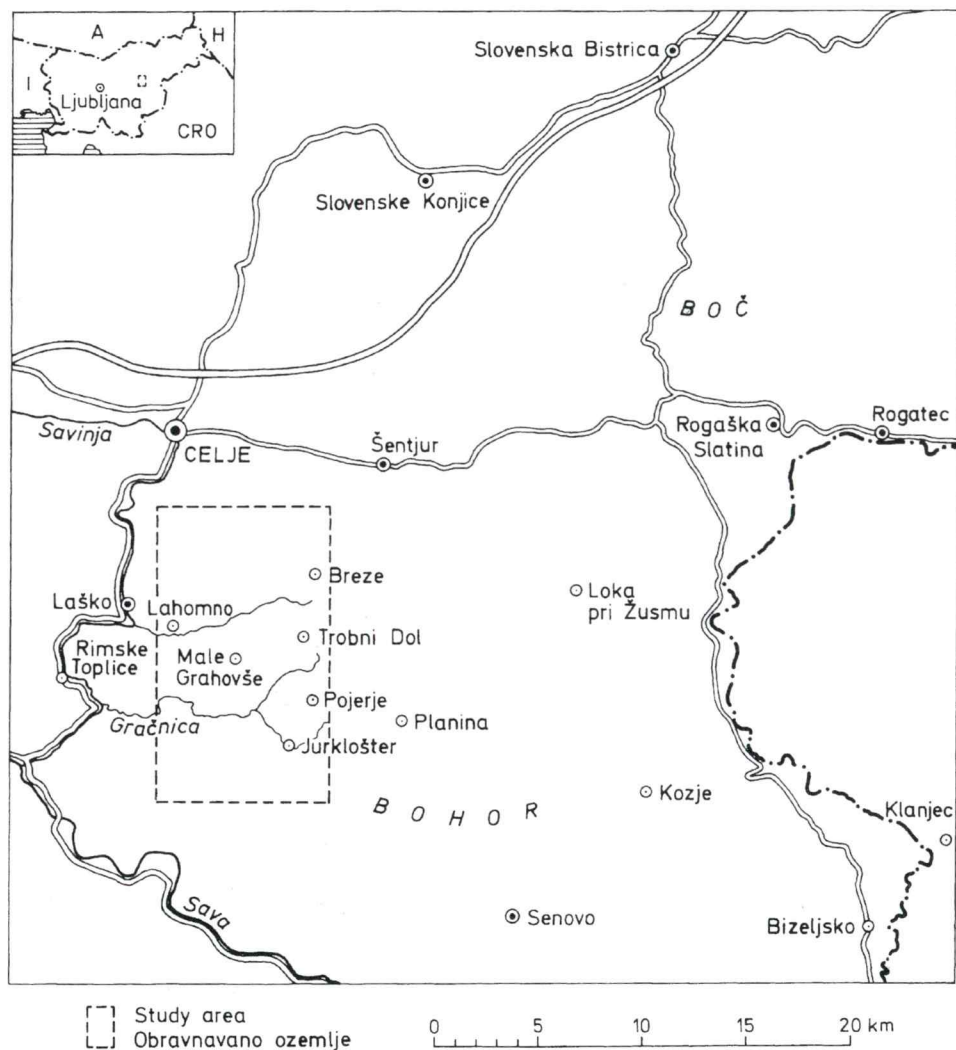 A
H
I
Ljubljana
CRO
Slovenska Bistrica
Slovenske Konjice
BOČ
Savinja
CELJE
Šentjur
Rogaška
Slatina
Rogatec
Breze
Laško
Lahomno
Loka
pri Žusmu
Trobni Dol
Rimske
Toplice
Male
Grahovše
Pojerje
Gračnica
Planina
Jurklošter
BOHOR
Kozje
Klanjec
Sava
Senovo
Bizeljsko
Study area
Obravnavano ozemlje
0 5 10 15 20 km